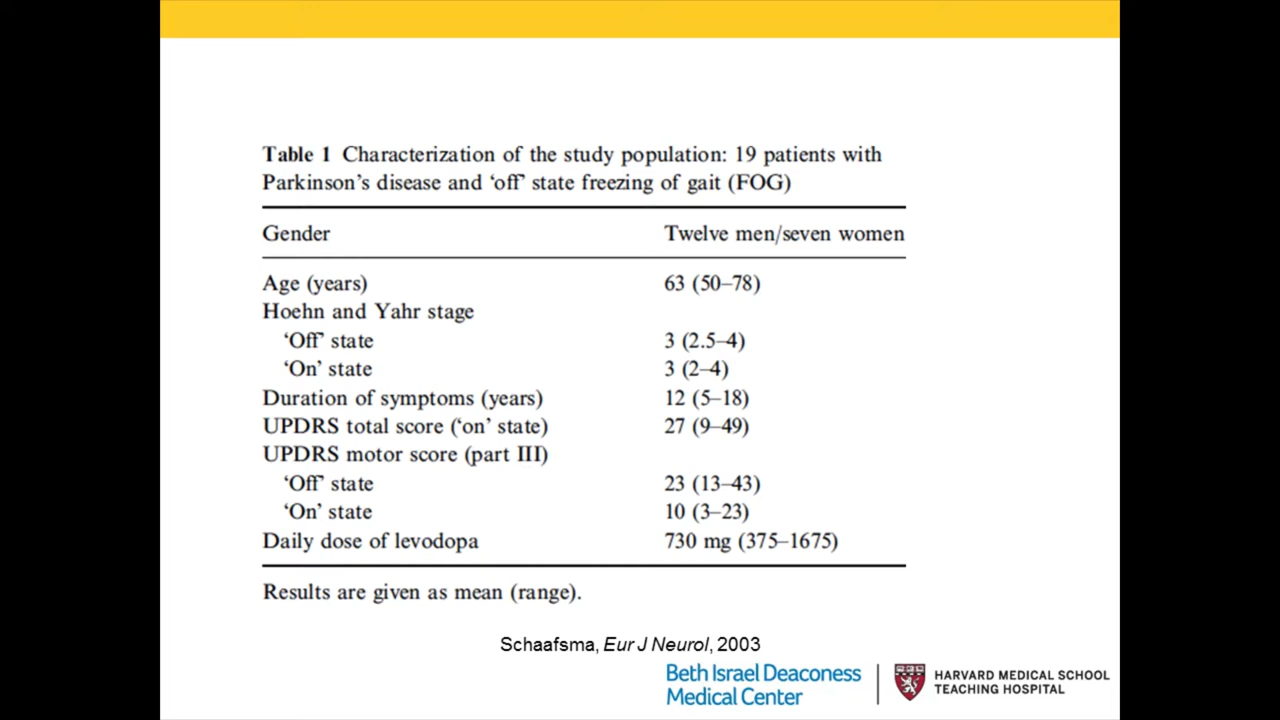 Table 1 Characterization of the study population: 19 patients with
Parkinson's disease and 'off' state freezing of gait (FOG)
Gender Twelve men/seven women
Age (years) 63 (50–78)
Hoehn and Yahr stage
'Off' state 3 (2.5–4)
'On' state 3 (2–4)
Duration of symptoms (years) 12 (5–18)
UPDRS total score ('on' state) 27 (9–49)
UPDRS motor score (part III)
'Off' state 23 (13–43)
'On' state 10 (3–23)
Daily dose of levodopa 730 mg (375–1675)
Results are given as mean (range).
Schaafsma, Eur J Neurol, 2003
Beth Israel Deaconess
Medical Center
HARVARD MEDICAL SCHOOL
TEACHING HOSPITAL